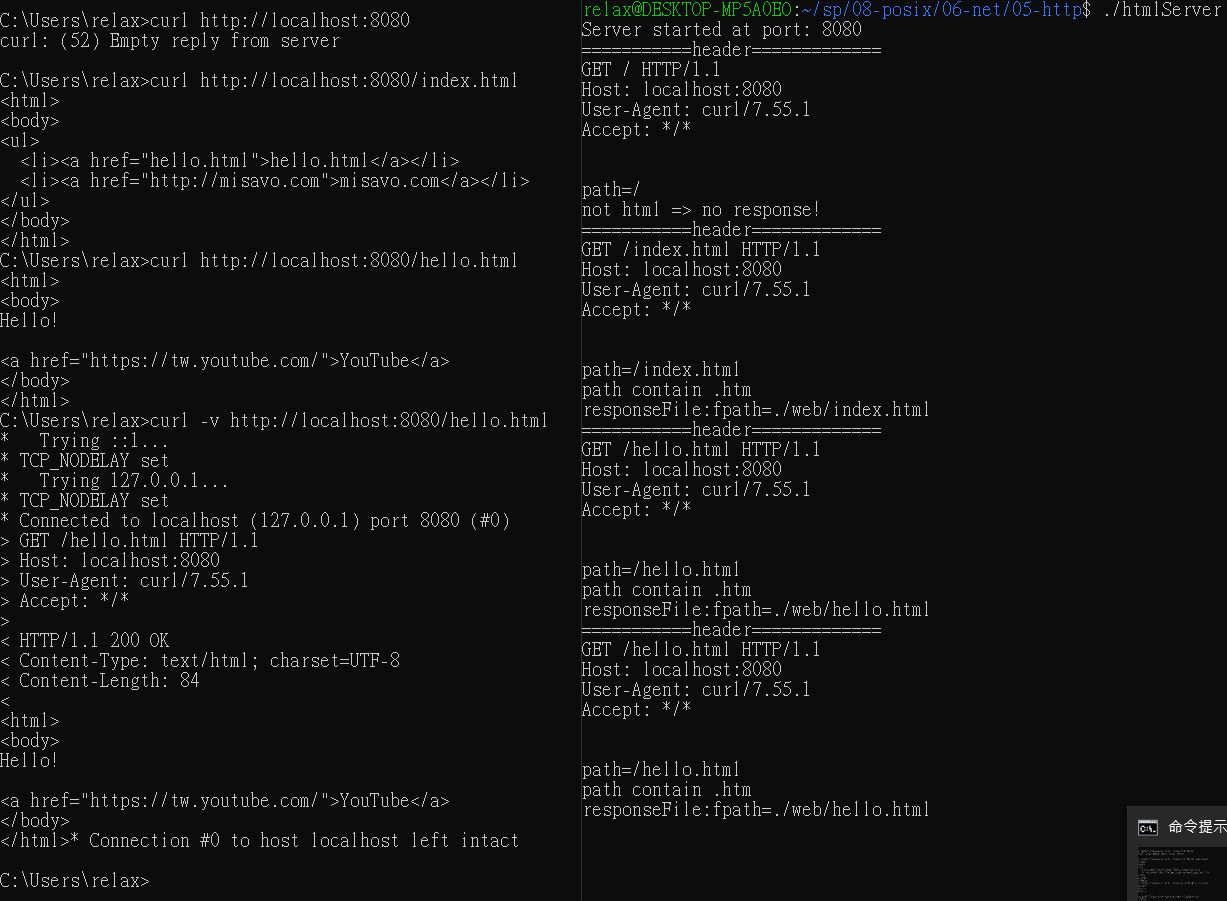 C:\Users\relax>curl http://localhost:8080
curl: (52) Empty reply from server
C:\Users\relax>curl http://localhost:8080/index.html
<html>
<body>
<ul>
  <li><a href="hello.html">hello.html</a></li>
  <li><a href="http://misavo.com">misavo.com</a></li>
</ul>
</body>
</html>
C:\Users\relax>curl http://localhost:8080/hello.html
<html>
<body>
Hello!
<a href="https://tw.youtube.com/">YouTube</a>
</body>
</html>
C:\Users\relax>curl -v http://localhost:8080/hello.html
*   Trying ::1...
* TCP_NODELAY set
*   Trying 127.0.0.1...
* TCP_NODELAY set
* Connected to localhost (127.0.0.1) port 8080 (#0)
> GET /hello.html HTTP/1.1
> Host: localhost:8080
> User-Agent: curl/7.55.1
> Accept: */*
>
< HTTP/1.1 200 OK
< Content-Type: text/html; charset=UTF-8
< Content-Length: 84
<
<html>
<body>
Hello!
<a href="https://tw.youtube.com/">YouTube</a>
</body>
</html>* Connection #0 to host localhost left intact
C:\Users\relax>
relax@DESKTOP-MP5A0EO:~/sp/08-posix/06-net/05-http$ ./htmlServer
Server started at port: 8080
===========header=============
GET / HTTP/1.1
Host: localhost:8080
User-Agent: curl/7.55.1
Accept: */*
path=/
not html => no response!
===========header=============
GET /index.html HTTP/1.1
Host: localhost:8080
User-Agent: curl/7.55.1
Accept: */*
path=/index.html
path contain .htm
responseFile:fpath=./web/index.html
===========header=============
GET /hello.html HTTP/1.1
Host: localhost:8080
User-Agent: curl/7.55.1
Accept: */*
path=/hello.html
path contain .htm
responseFile:fpath=./web/hello.html
===========header=============
GET /hello.html HTTP/1.1
Host: localhost:8080
User-Agent: curl/7.55.1
Accept: */*
path=/hello.html
path contain .htm
responseFile:fpath=./web/hello.html
命令提示